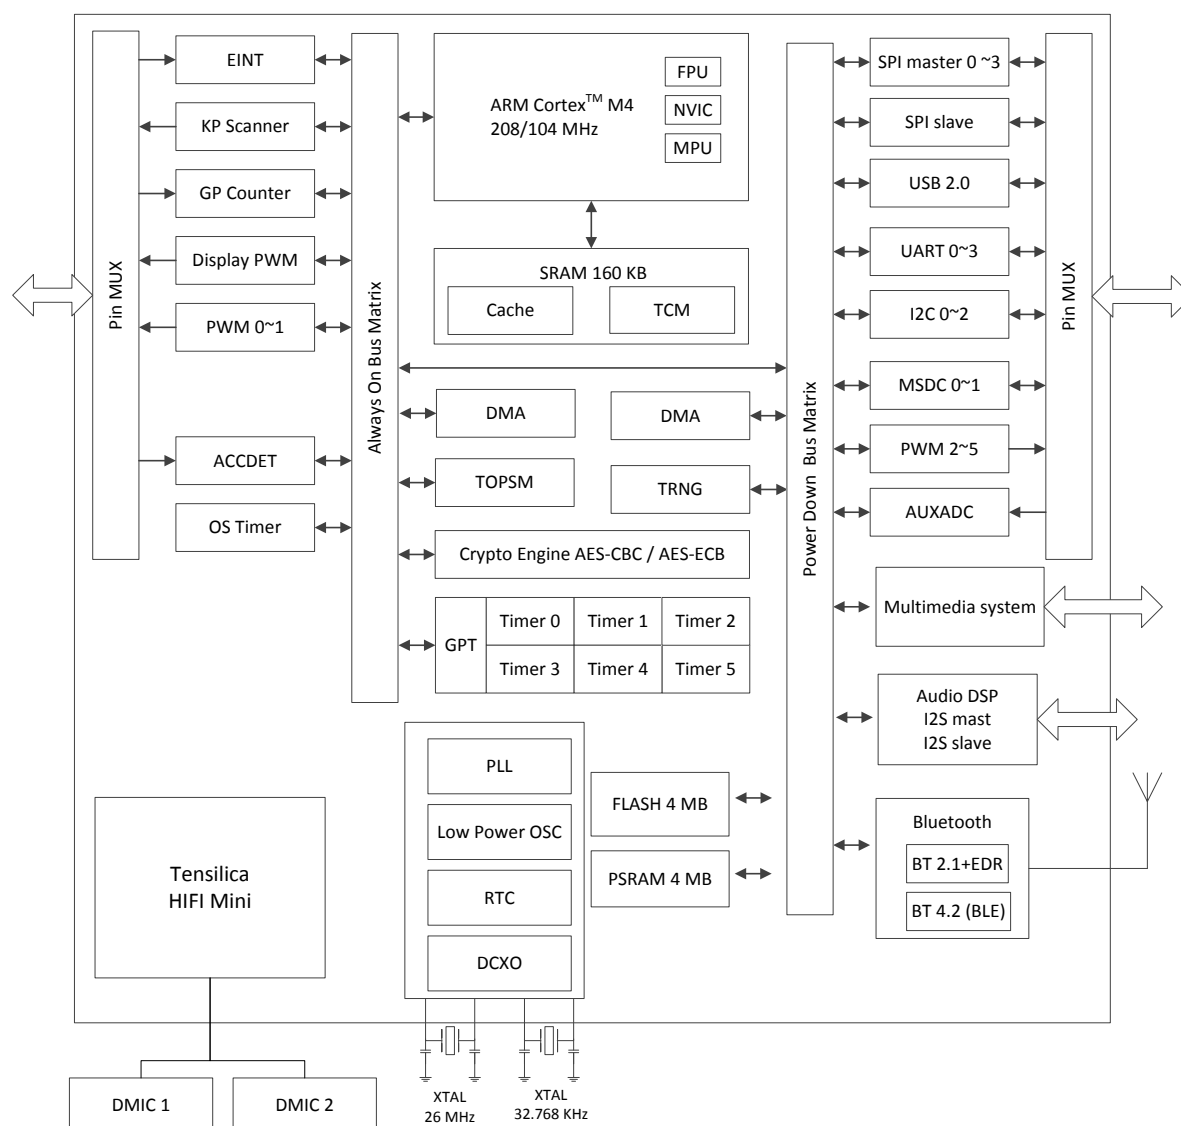 Pin MUX
EINT
KP Scanner
GP Counter
Display PWM
PWM 0~1
ACCDET
OS Timer
Always On Bus Matrix
ARM Cortex™ M4
208/104 MHz
FPU
NVIC
MPU
SRAM 160 KB
Cache
TCM
DMA
DMA
TOPSM
TRNG
Crypto Engine AES-CBC / AES-ECB
GPT
Timer 0
Timer 1
Timer 2
Timer 3
Timer 4
Timer 5
PLL
Low Power OSC
RTC
DCXO
FLASH 4 MB
PSRAM 4 MB
Power Down Bus Matrix
SPI master 0 ~3
SPI slave
USB 2.0
UART 0~3
I2C 0~2
MSDC 0~1
PWM 2~5
AUXADC
Pin MUX
Multimedia system
Audio DSP
I2S mast
I2S slave
Bluetooth
BT 2.1+EDR
BT 4.2 (BLE)
Tensilica
HIFI Mini
DMIC 1
DMIC 2
XTAL
26 MHz
XTAL
32.768 KHz